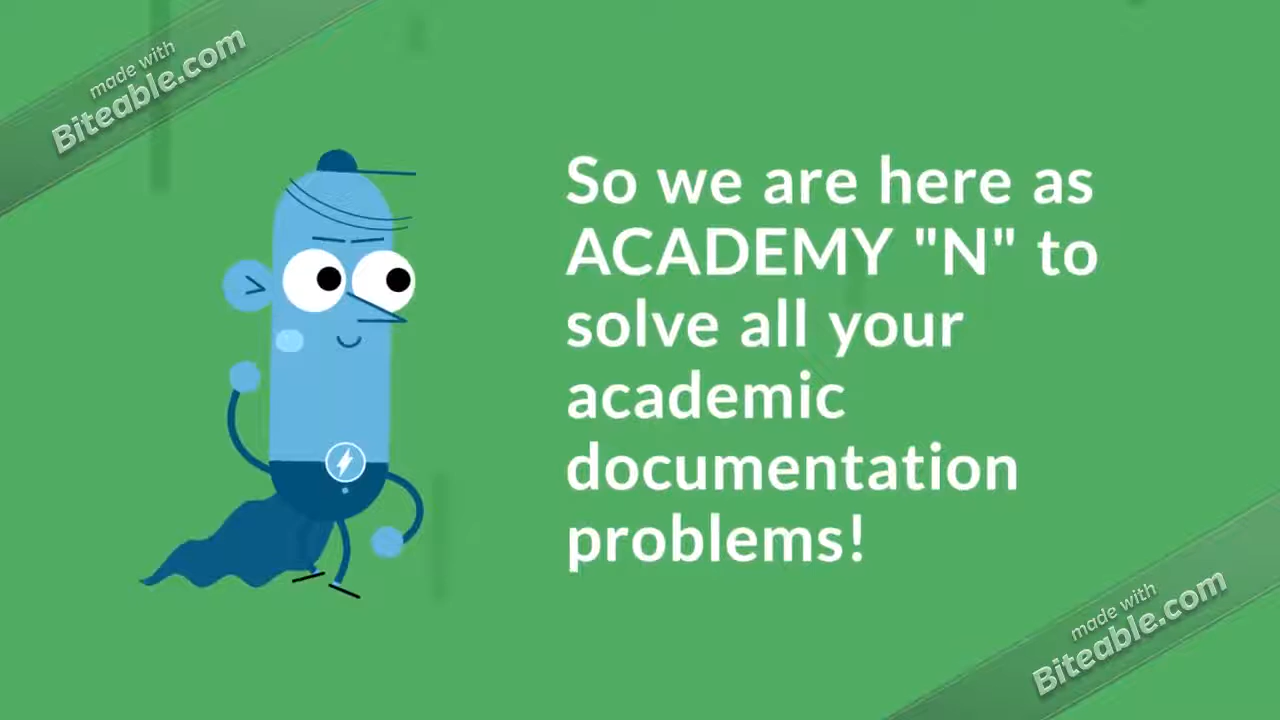 made with
Biteable.com
So we are here as
ACADEMY "N" to
solve all your
academic
documentation
problems!
made with
Biteable.com